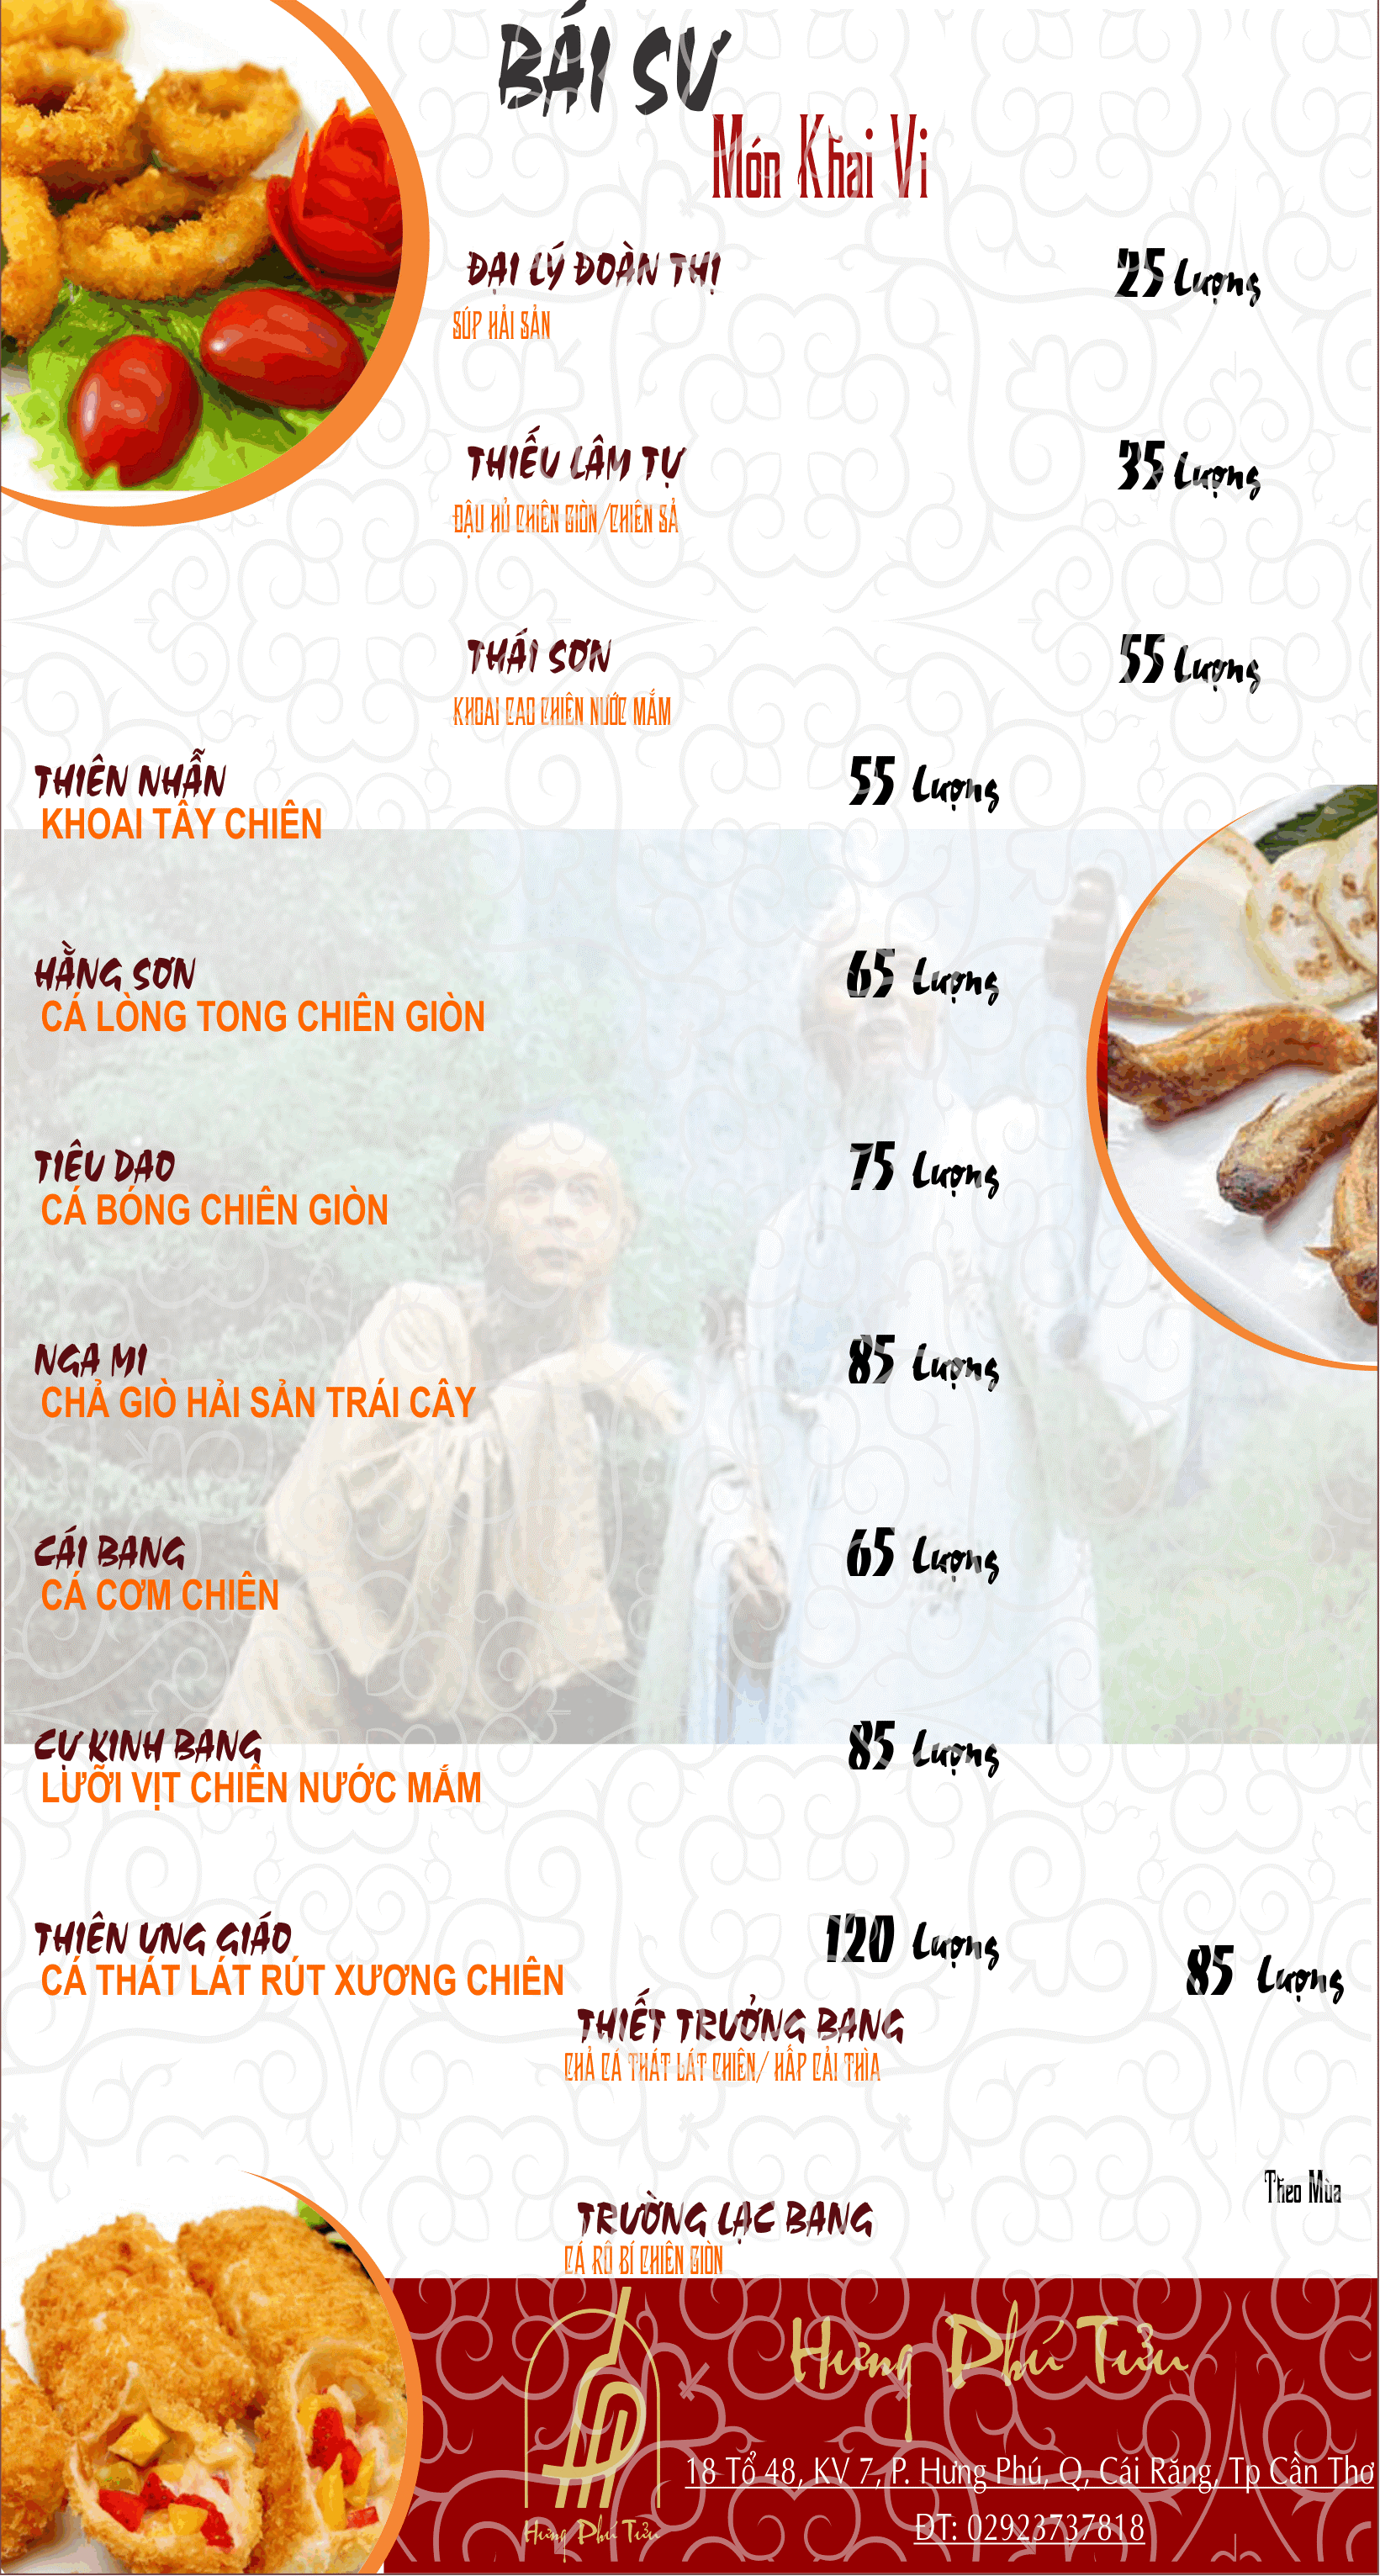 BÁI SƯ
Món Khai Vi
ĐẠI LÝ ĐOÀN THỊ
25 Lượng
SÚP HẢI SẢN
THIẾU LÂM TỰ
35 Lượng
ĐẬU HỦ CHIÊN GIÒN/CHIÊN SẢ
THÁI SƠN
55 Lượng
KHOAI CAO CHIÊN NƯỚC MẮM
THIÊN NHẪN
55 Lượng
KHOAI TÂY CHIÊN
HẰNG SƠN
65 Lượng
CÁ LÒNG TONG CHIÊN GIÒN
TIÊU DAO
75 Lượng
CÁ BÓNG CHIÊN GIÒN
NGA MI
85 Lượng
CHẢ GIÒ HẢI SẢN TRÁI CÂY
CÁI BANG
65 Lượng
CÁ CƠM CHIÊN
CỰ KINH BANG
85 Lượng
LƯỠI VỊT CHIÊN NƯỚC MẮM
THIÊN ƯNG GIÁO
120 Lượng
CÁ THÁT LÁT RÚT XƯƠNG CHIÊN
85 Lượng
THIẾT TRƯỞNG BANG
CHẢ CÁ THÁT LÁT CHIÊN/ HẤP CẢI THÌA
Theo Mùa
TRƯỜNG LẠC BANG
CÁ RÔ BÍ CHIÊN GIÒN
Hưng Phú Tửu
18 Tổ 48, KV 7, P. Hưng Phú, Q, Cái Răng, Tp Cần Thơ
ĐT: 02923737818
Hưng Phú Tửu